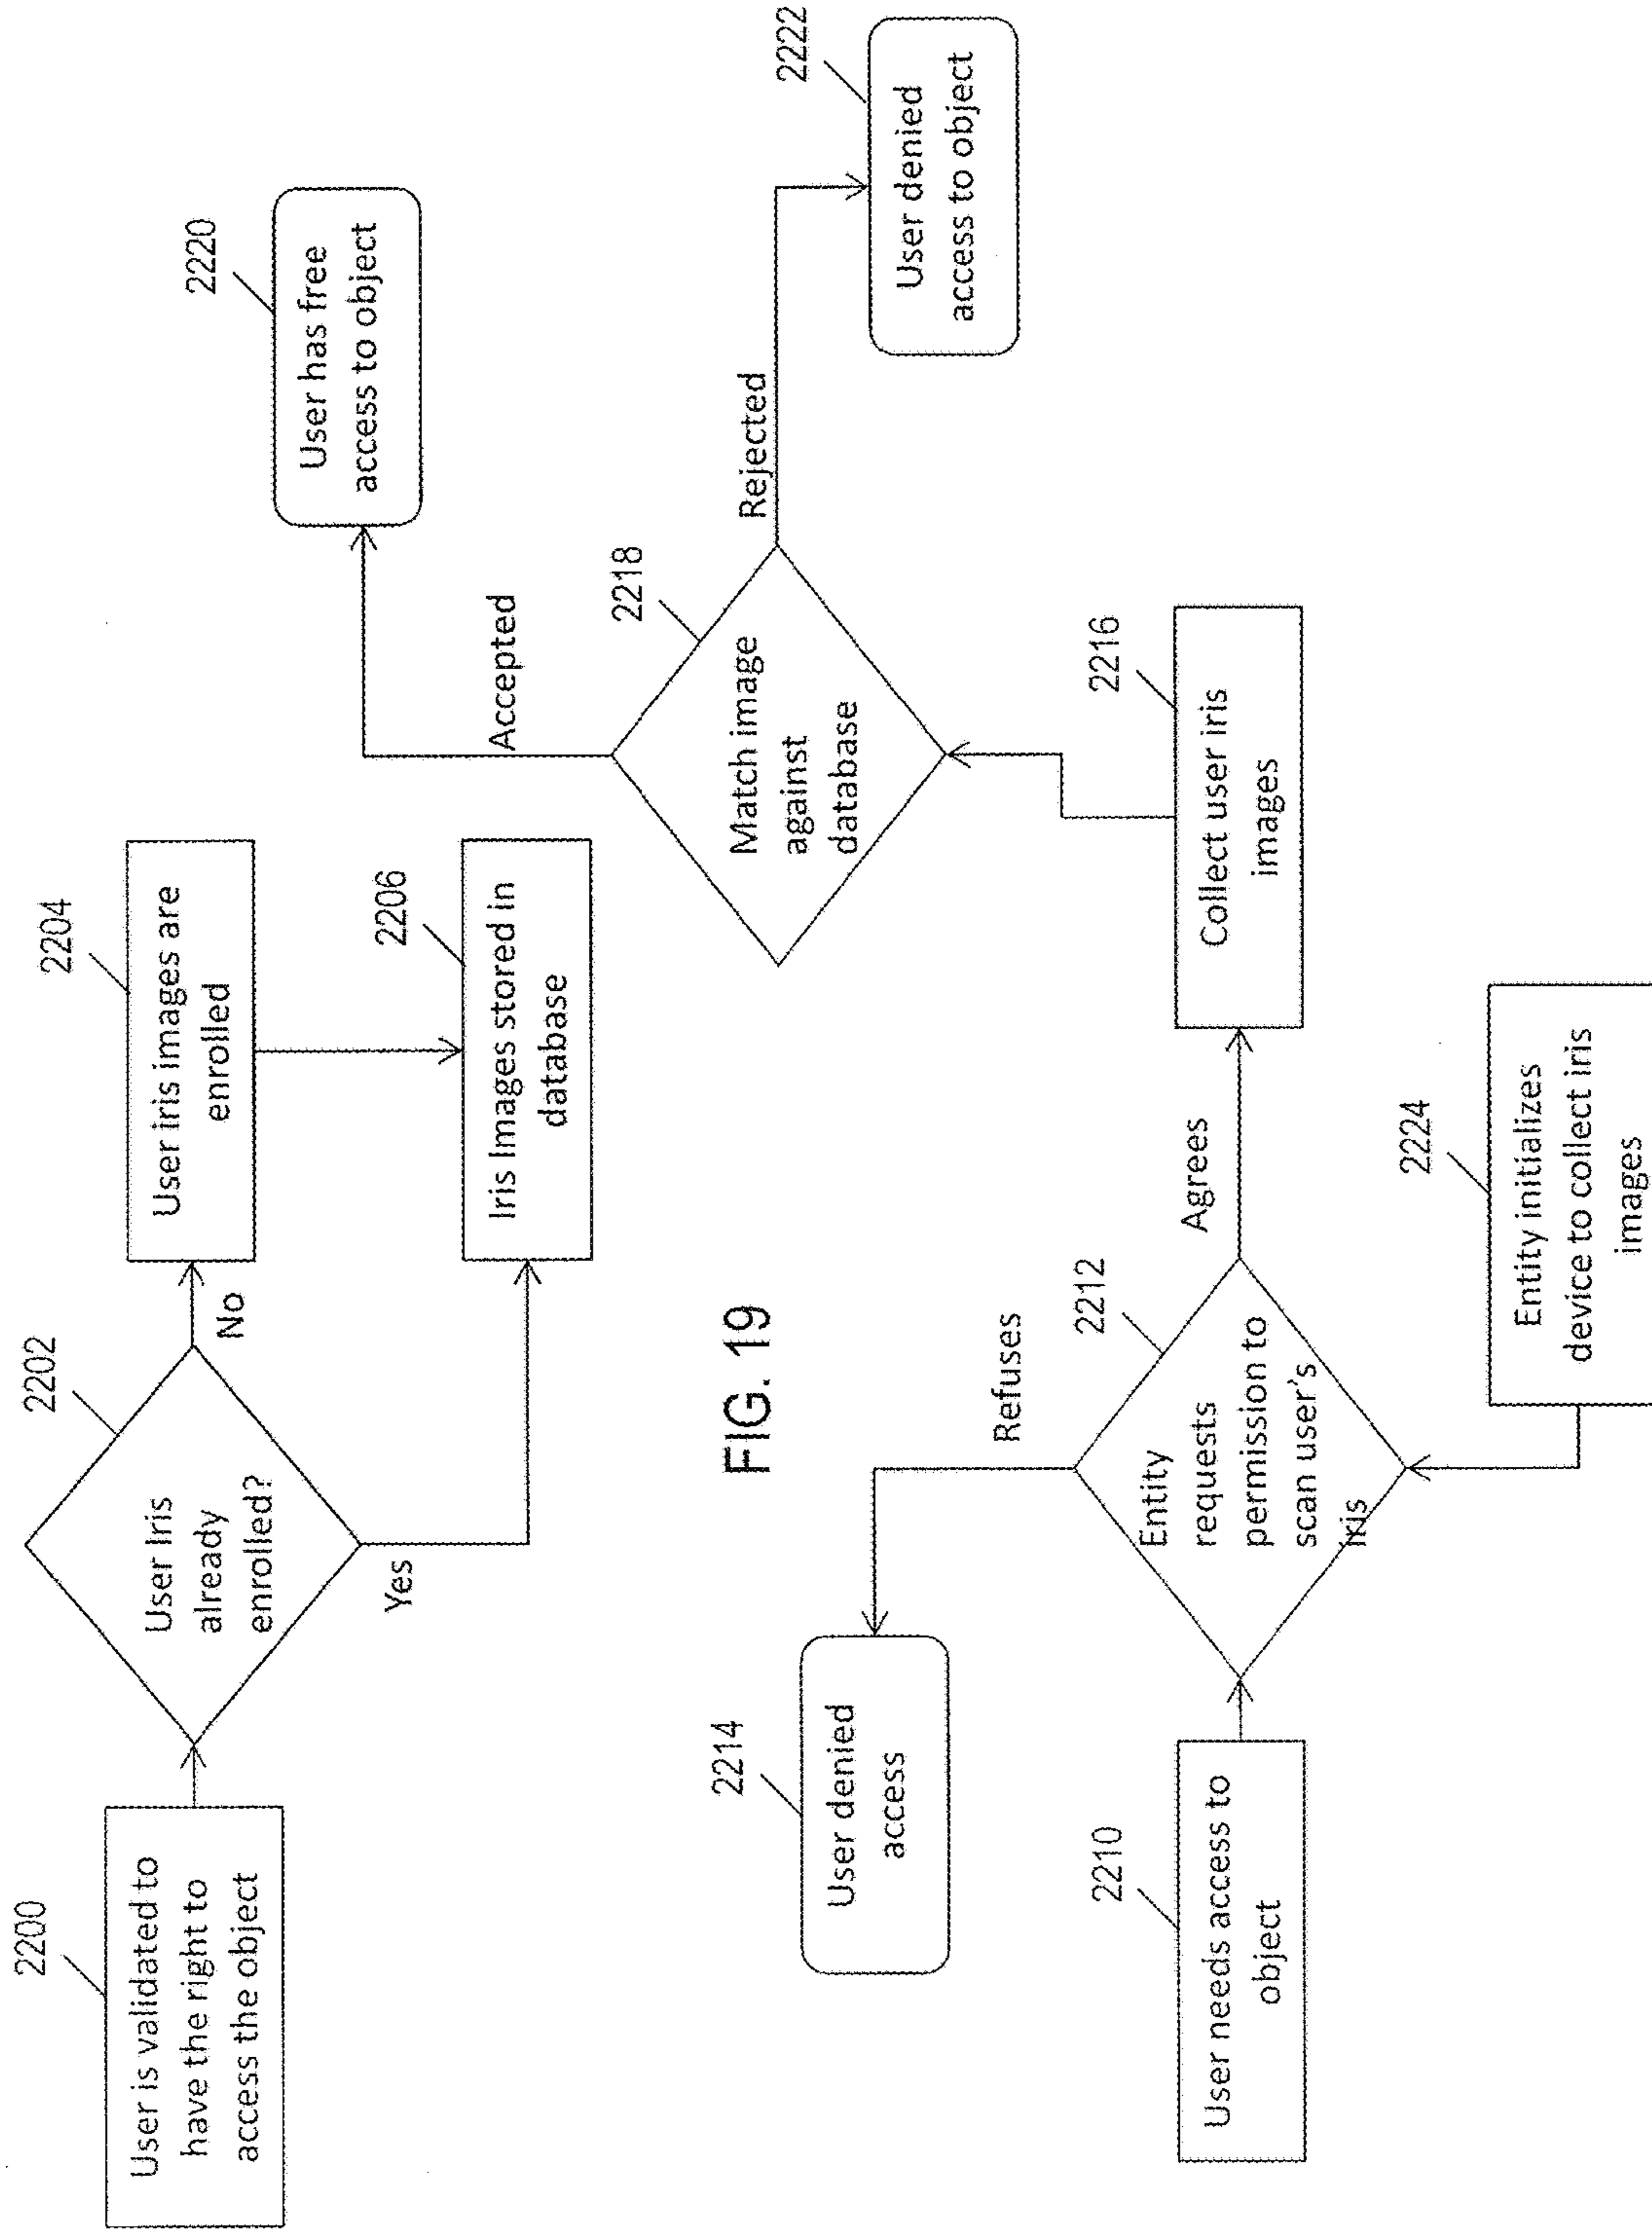 2200
User is validated to
have the right to
access the object
2202
User Iris
already
enrolled?
No
Yes
2204
User iris images are
enrolled
2206
Iris Images stored in
database
FIG. 19
2210
User needs access to
object
2212
Entity
requests
permission to
scan user's
iris
Refuses
2214
User denied
access
Agrees
2224
Entity initializes
device to collect iris
images
2216
Collect user iris
images
2218
Match image
against
database
Accepted
2220
User has free
access to object
Rejected
2222
User denied
access to object